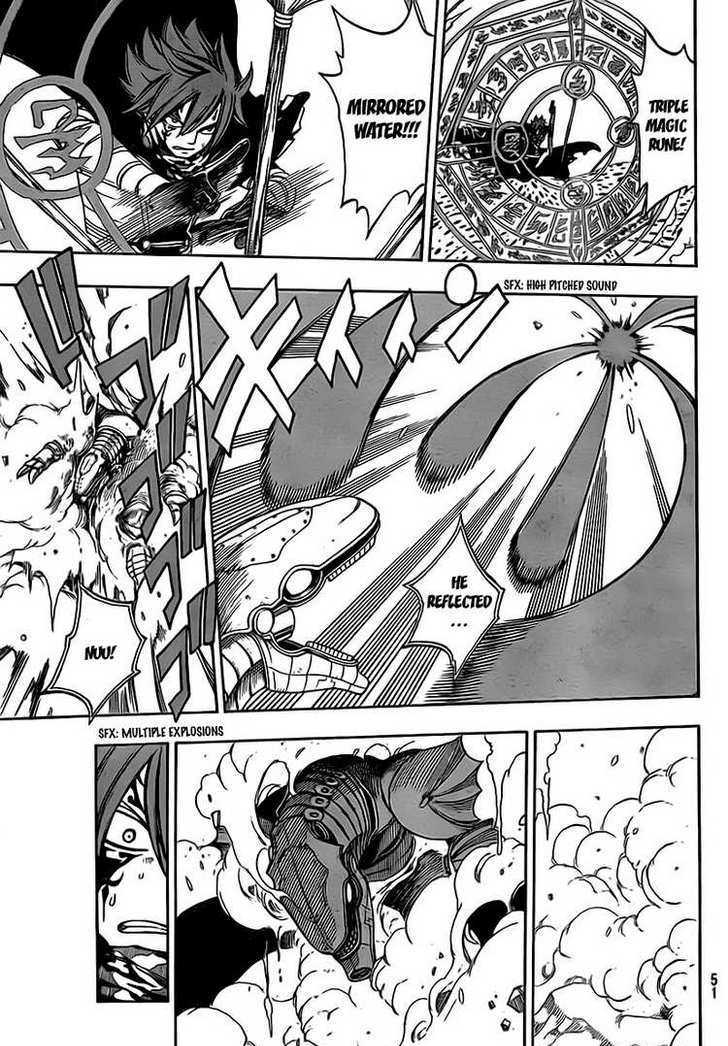 TRIPLE
MAGIC
RUNE!
MIRRORED
WATER!!!
SFX: HIGH PITCHED SOUND
HE
REFLECTED
...
NUU!
SFX: MULTIPLE EXPLOSIONS
51